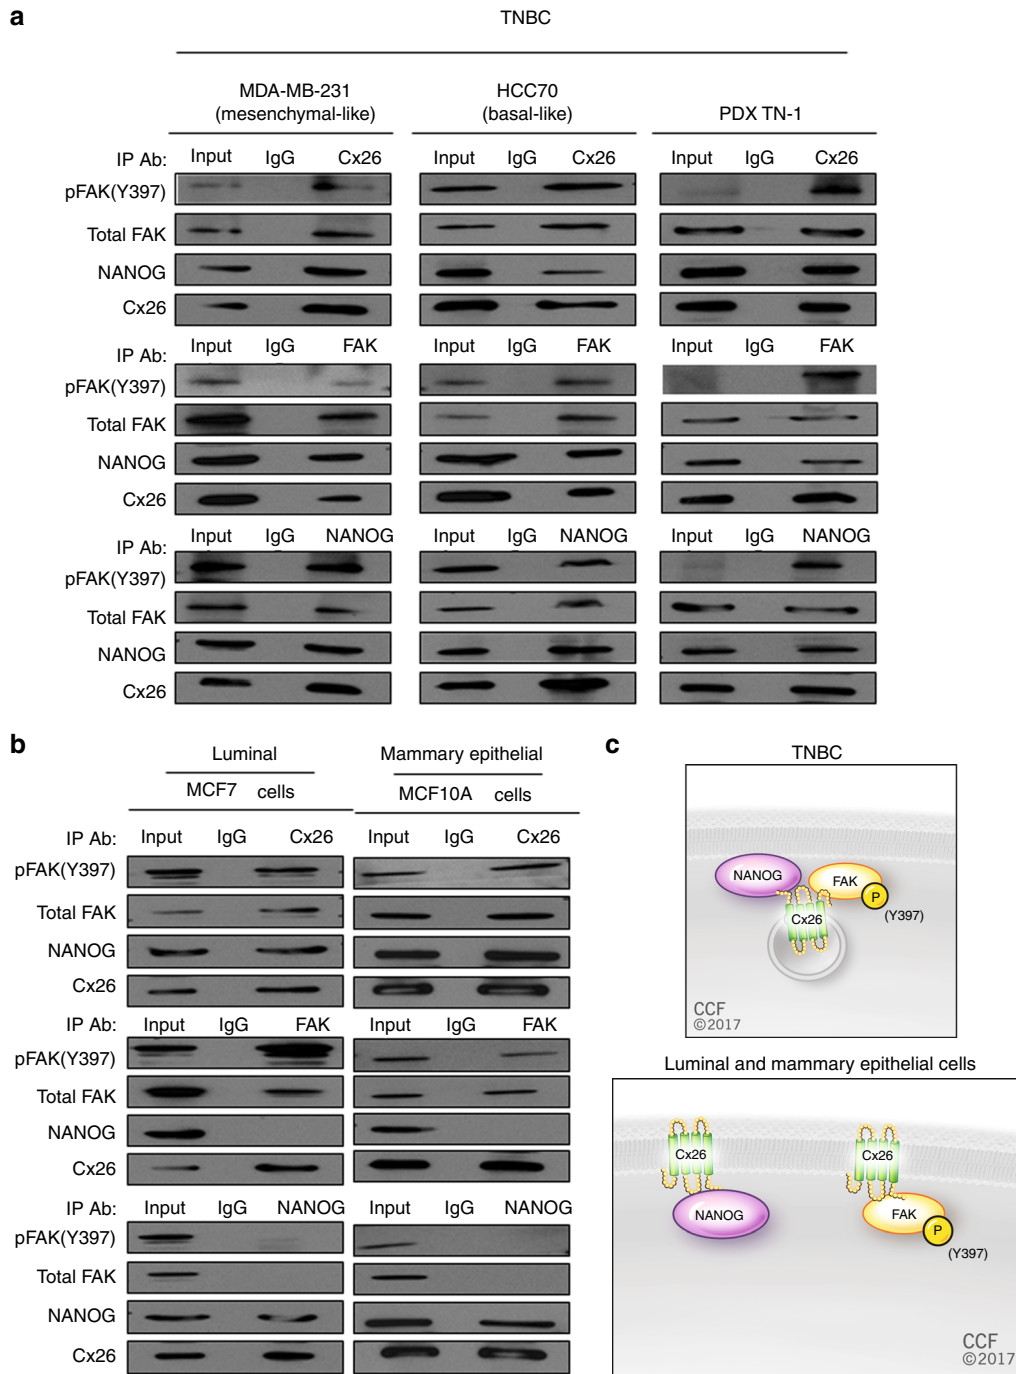 a
TNBC
MDA-MB-231
(mesenchymal-like)
HCC70
(basal-like)
PDX TN-1
IP Ab: Input IgG Cx26 Input IgG Cx26 Input IgG Cx26
pFAK(Y397)
Total FAK
NANOG
Cx26
IP Ab: Input IgG FAK Input IgG FAK Input IgG FAK
pFAK(Y397)
Total FAK
NANOG
Cx26
IP Ab: Input IgG NANOG Input IgG NANOG Input IgG NANOG
pFAK(Y397)
Total FAK
NANOG
Cx26
b
Luminal
MCF7 cells
Mammary epithelial
MCF10A cells
IP Ab: Input IgG Cx26 Input IgG Cx26
pFAK(Y397)
Total FAK
NANOG
Cx26
IP Ab: Input IgG FAK Input IgG FAK
pFAK(Y397)
Total FAK
NANOG
Cx26
IP Ab: Input IgG NANOG Input IgG NANOG
pFAK(Y397)
Total FAK
NANOG
Cx26
c
TNBC
NANOG
FAK
P
(Y397)
Cx26
CCF
©2017
Luminal and mammary epithelial cells
Cx26
NANOG
Cx26
FAK
P
(Y397)
CCF
©2017